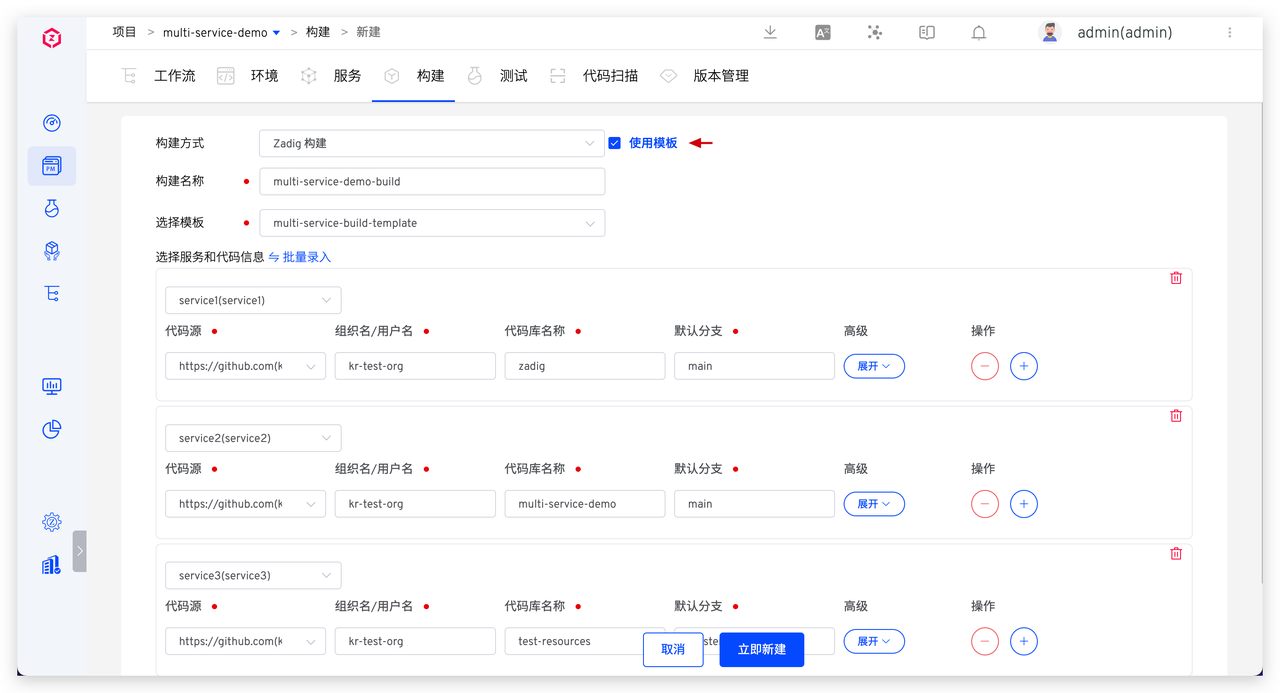 项目 > multi-service-demo > 构建 > 新建
admin(admin)
工作流 环境 服务 构建 测试 代码扫描 版本管理
构建方式 Zadig 构建 使用模板
构建名称 multi-service-demo-build
选择模板 multi-service-build-template
选择服务和代码信息 批量录入
service1(service1)
代码源 组织名/用户名 代码库名称 默认分支 高级 操作
https://github.com( kr-test-org zadig main 展开
service2(service2)
代码源 组织名/用户名 代码库名称 默认分支 高级 操作
https://github.com( kr-test-org multi-service-demo main 展开
service3(service3)
代码源 组织名/用户名 代码库名称 默认分支 高级 操作
https://github.com( kr-test-org test-resources 展开
取消 立即新建